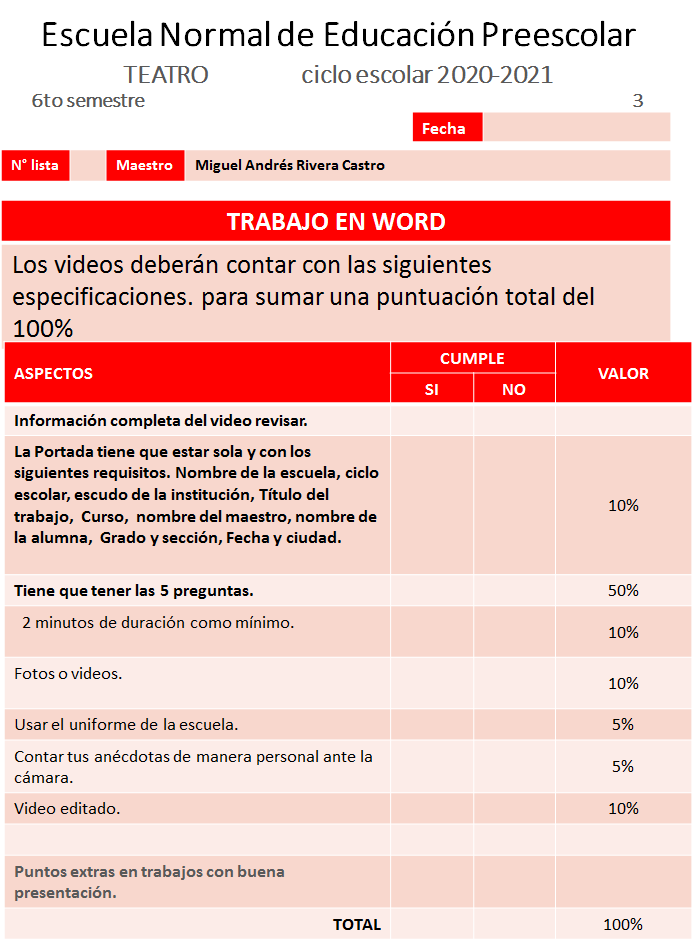 Escuela Normal de Educación Preescolar
TEATRO ciclo escolar 2020-2021
6to semestre 3
Fecha
N° lista Maestro Miguel Andrés Rivera Castro
TRABAJO EN WORD
Los videos deberán contar con las siguientes
especificaciones. para sumar una puntuación total del
100%
ASPECTOS CUMPLE VALOR
SI NO
Información completa del video revisar.
La Portada tiene que estar sola y con los
siguientes requisitos. Nombre de la escuela, ciclo
escolar, escudo de la institución, Título del
trabajo, Curso, nombre del maestro, nombre de
la alumna, Grado y sección, Fecha y ciudad.
10%
Tiene que tener las 5 preguntas. 50%
2 minutos de duración como mínimo. 10%
Fotos o videos. 10%
Usar el uniforme de la escuela. 5%
Contar tus anécdotas de manera personal ante la
cámara.
5%
Video editado. 10%
Puntos extras en trabajos con buena
presentación.
TOTAL 100%